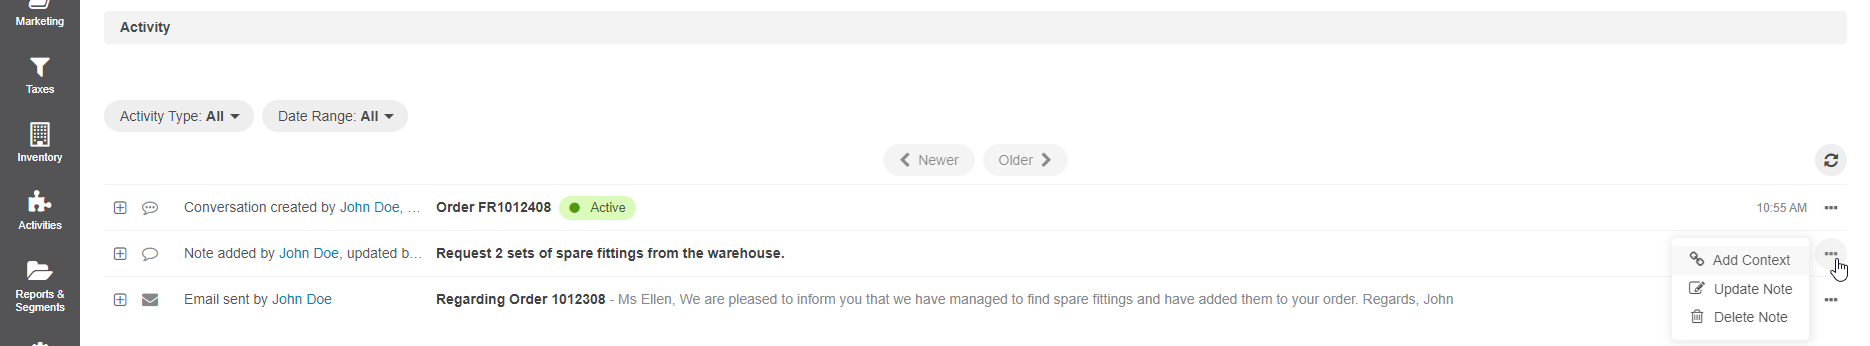 Marketing
Taxes
Inventory
Activities
Reports &
Segments
Activity
Activity Type: All
Date Range: All
Newer
Older
Conversation created by John Doe, ... Order FR1012408 Active 10:55 AM
Note added by John Doe, updated b... Request 2 sets of spare fittings from the warehouse.
Email sent by John Doe Regarding Order 1012308 - Ms Ellen, We are pleased to inform you that we have managed to find spare fittings and have added them to your order. Regards, John
Add Context
Update Note
Delete Note